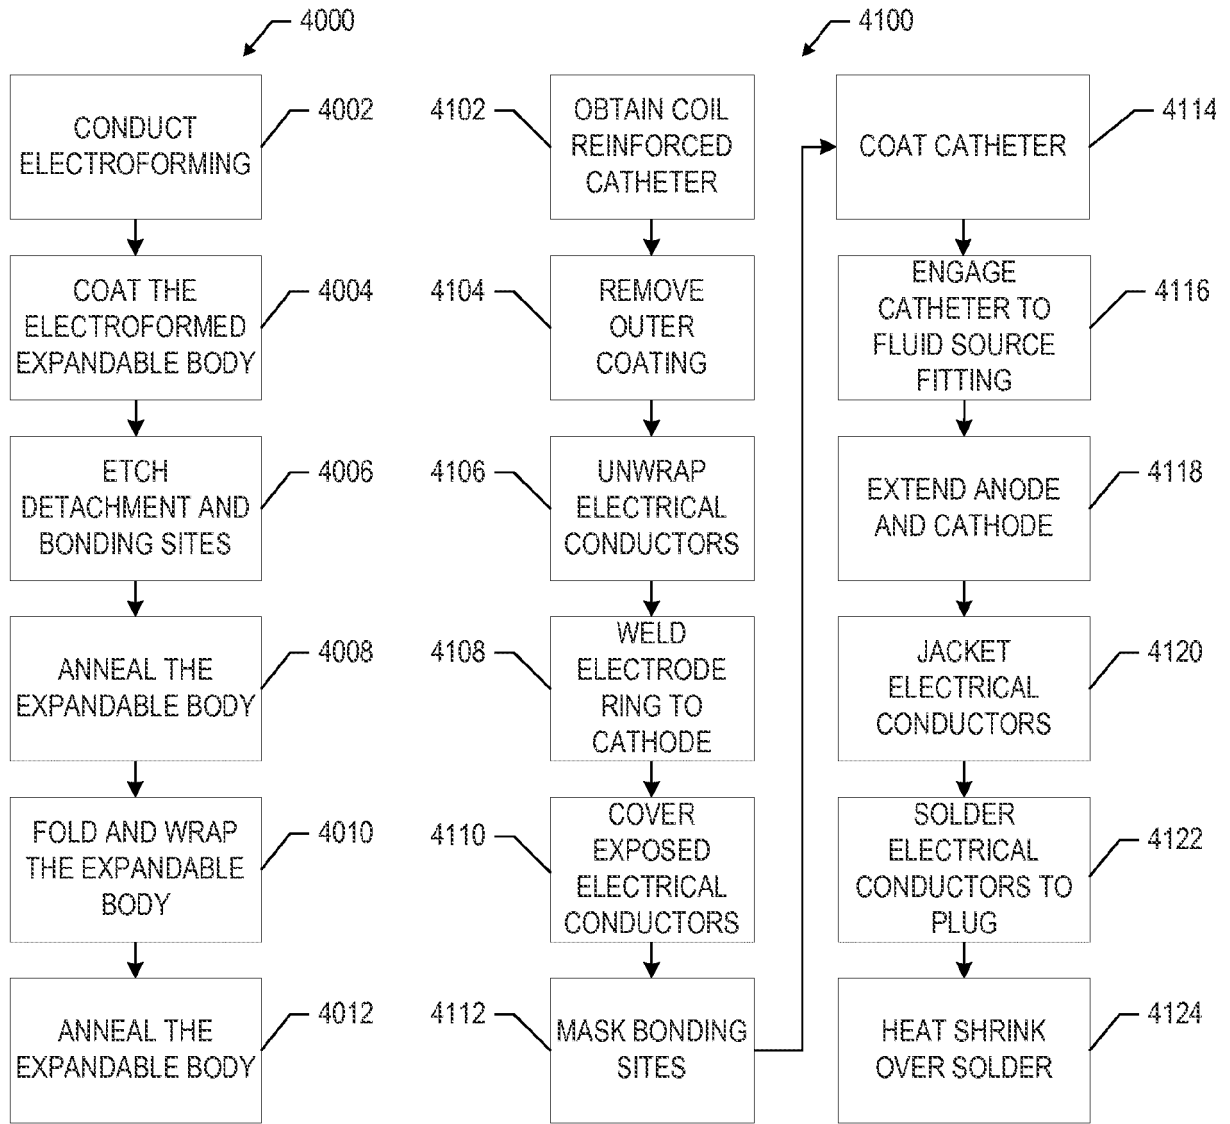 4000
CONDUCT
ELECTROFORMING
4002
COAT THE
ELECTROFORMED
EXPANDABLE BODY
4004
ETCH
DETACHMENT AND
BONDING SITES
4006
ANNEAL THE
EXPANDABLE BODY
4008
FOLD AND WRAP
THE EXPANDABLE
BODY
4010
ANNEAL THE
EXPANDABLE BODY
4012
4100
4102
OBTAIN COIL
REINFORCED
CATHETER
4104
REMOVE
OUTER
COATING
4106
UNWRAP
ELECTRICAL
CONDUCTORS
4108
WELD
ELECTRODE
RING TO
CATHODE
4110
COVER
EXPOSED
ELECTRICAL
CONDUCTORS
4112
MASK BONDING
SITES
COAT CATHETER
4114
ENGAGE
CATHETER TO
FLUID SOURCE
FITTING
4116
EXTEND ANODE
AND CATHODE
4118
JACKET
ELECTRICAL
CONDUCTORS
4120
SOLDER
ELECTRICAL
CONDUCTORS TO
PLUG
4122
HEAT SHRINK
OVER SOLDER
4124